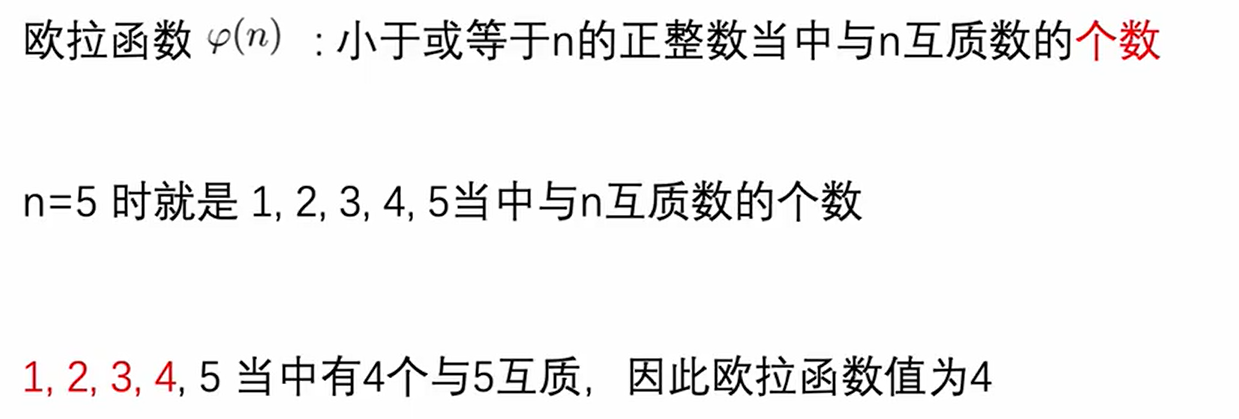 欧拉函数 φ(n) : 小于或等于n的正整数当中与n互质数的个数
n=5 时就是 1, 2, 3, 4, 5当中与n互质数的个数
1, 2, 3, 4, 5 当中有4个与5互质, 因此欧拉函数值为4